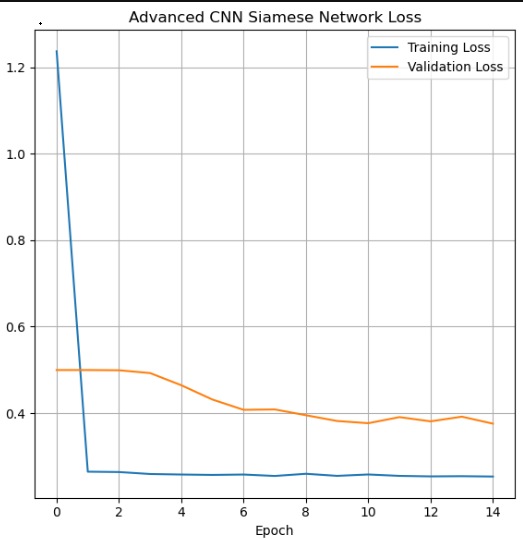 Advanced CNN Siamese Network Loss
Training Loss
Validation Loss
1.2
1.0
0.8
0.6
0.4
0 2 4 6 8 10 12 14
Epoch